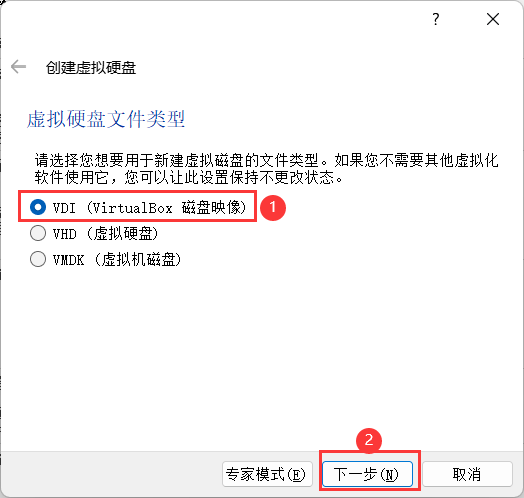 ?
创建虚拟硬盘
虚拟硬盘文件类型
请选择您想要用于新建虚拟磁盘的文件类型。如果您不需要其他虚拟化
软件使用它，您可以让此设置保持不更改状态。
VDI (VirtualBox 磁盘映像)
1
VHD (虚拟硬盘)
VMDK (虚拟机磁盘)
2
专家模式(E)
下一步(N)
取消